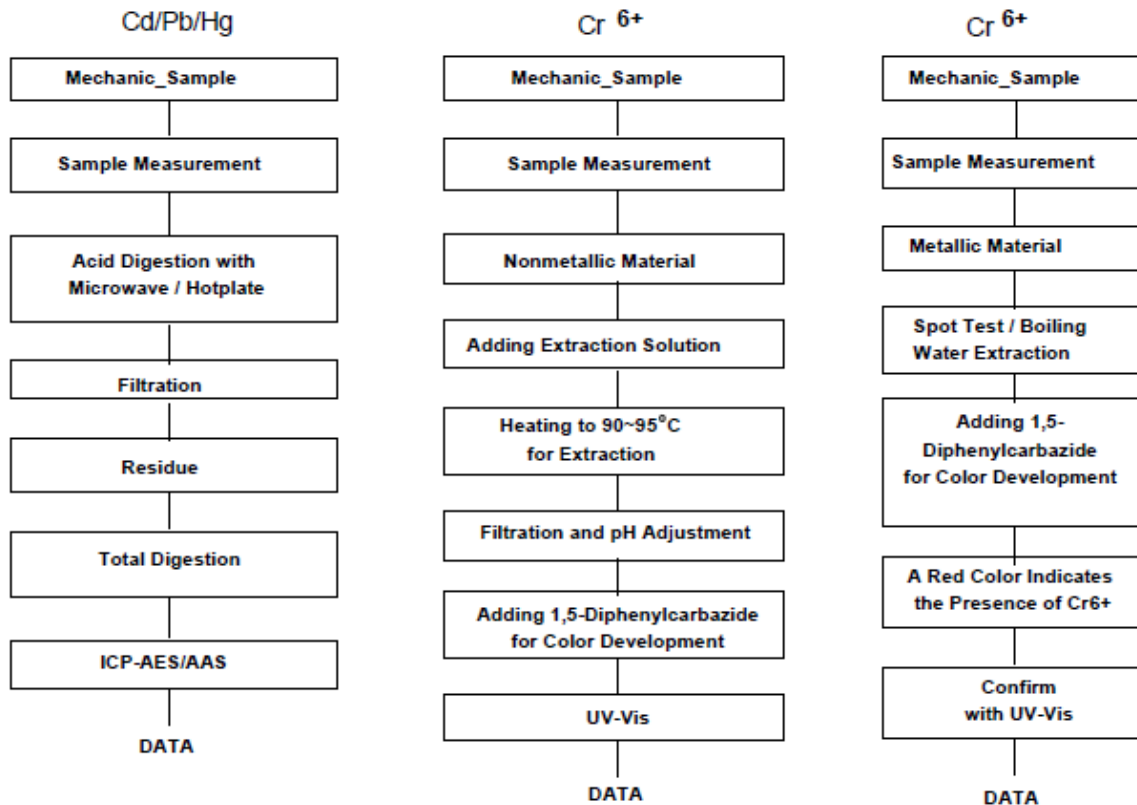 Cd/Pb/Hg
Mechanic_Sample
Sample Measurement
Acid Digestion with
Microwave / Hotplate
Filtration
Residue
Total Digestion
ICP-AES/AAS
DATA
Cr 6+
Mechanic_Sample
Sample Measurement
Nonmetallic Material
Adding Extraction Solution
Heating to 90~95°C
for Extraction
Filtration and pH Adjustment
Adding 1,5-Diphenylcarbazide
for Color Development
UV-Vis
DATA
Cr 6+
Mechanic_Sample
Sample Measurement
Metallic Material
Spot Test / Boiling
Water Extraction
Adding 1,5-
Diphenylcarbazide
for Color Development
A Red Color Indicates
the Presence of Cr6+
Confirm
with UV-Vis
DATA